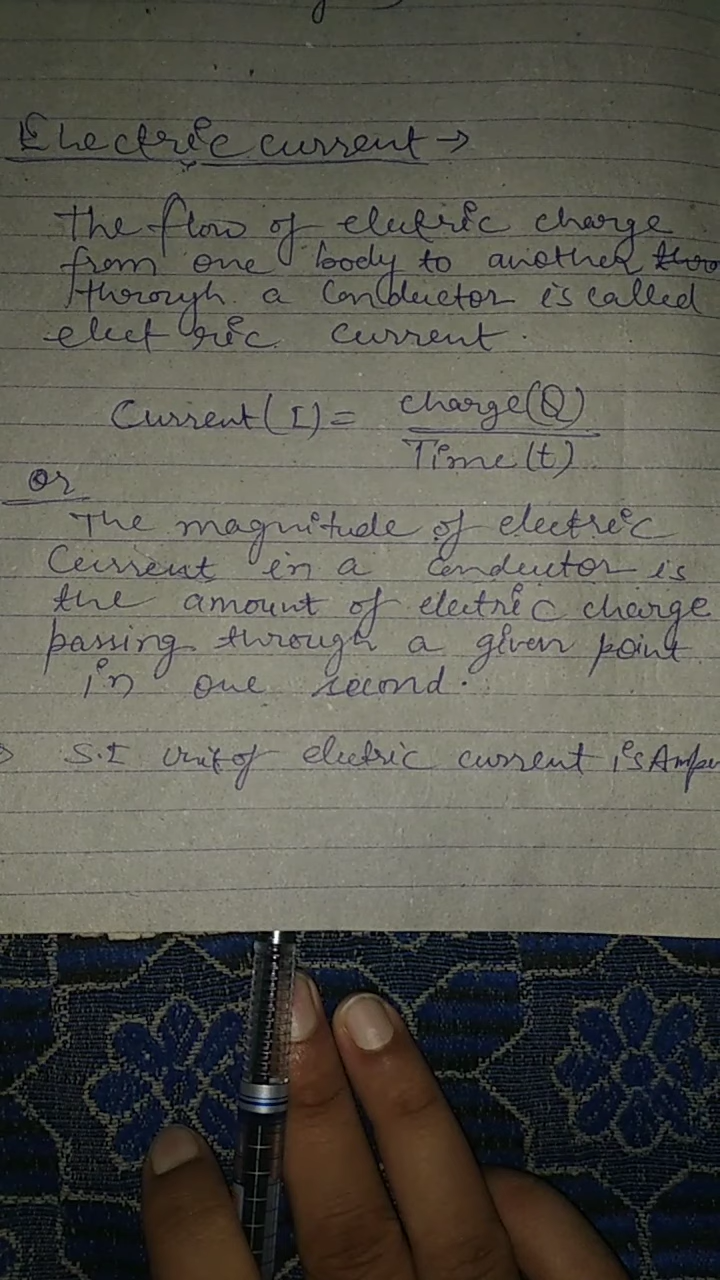 Electric current →
The flow of electric charge
from one body to another
through a conductor is called
electric current.
Current (I) = charge(Q)
Time (t)
or
The magnitude of electric
Current in a conductor is
the amount of electric charge
passing through a given point
in one second.
S.I unit of electric current is